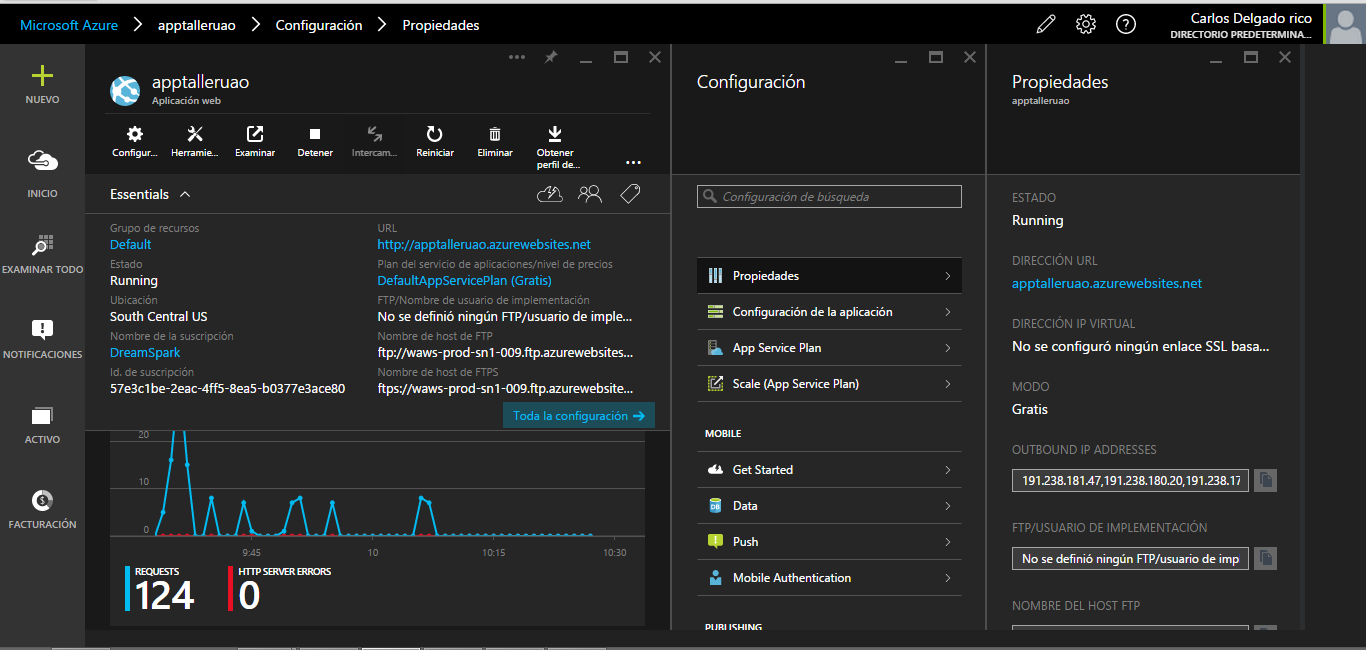 Microsoft Azure
apptalleruao
Configuración
Propiedades
Carlos Delgado rico
DIRECTORIO PREDETERMINA...
NUEVO
INICIO
EXAMINAR TODO
NOTIFICACIONES
ACTIVO
FACTURACIÓN
apptalleruao
Aplicación web
Configur...
Herramie...
Examinar
Detener
Intercam...
Reiniciar
Eliminar
Obtener
perfil de...
Essentials
Grupo de recursos
Default
Estado
Running
Ubicación
South Central US
Nombre de la suscripción
DreamSpark
Id. de suscripción
57e3c1be-2eac-4ff5-8ea5-b0377e3ace80
URL
http://apptalleruao.azurewebsites.net
Plan del servicio de aplicaciones/nivel de precios
DefaultAppServicePlan (Gratis)
FTP/Nombre de usuario de implementación
No se definió ningún FTP/usuario de imple...
Nombre de host de FTP
ftp://waws-prod-sn1-009.ftp.azurewebsites...
Nombre de host de FTPS
ftps://waws-prod-sn1-009.ftp.azurewebsite...
Toda la configuración
20
10
0
9:45
10
10:15
10:30
REQUESTS
124
HTTP SERVER ERRORS
0
Configuración
Configuración de búsqueda
Propiedades
Configuración de la aplicación
App Service Plan
Scale (App Service Plan)
MOBILE
Get Started
DB
Data
Push
Mobile Authentication
PUBLISHING
Propiedades
apptalleruao
ESTADO
Running
DIRECCIÓN URL
apptalleruao.azurewebsites.net
DIRECCIÓN IP VIRTUAL
No se configuró ningún enlace SSL basa...
MODO
Gratis
OUTBOUND IP ADDRESSES
191.238.181.47,191.238.180.20,191.238.17
FTP/USUARIO DE IMPLEMENTACIÓN
No se definió ningún FTP/usuario de imp
NOMBRE DEL HOST FTP